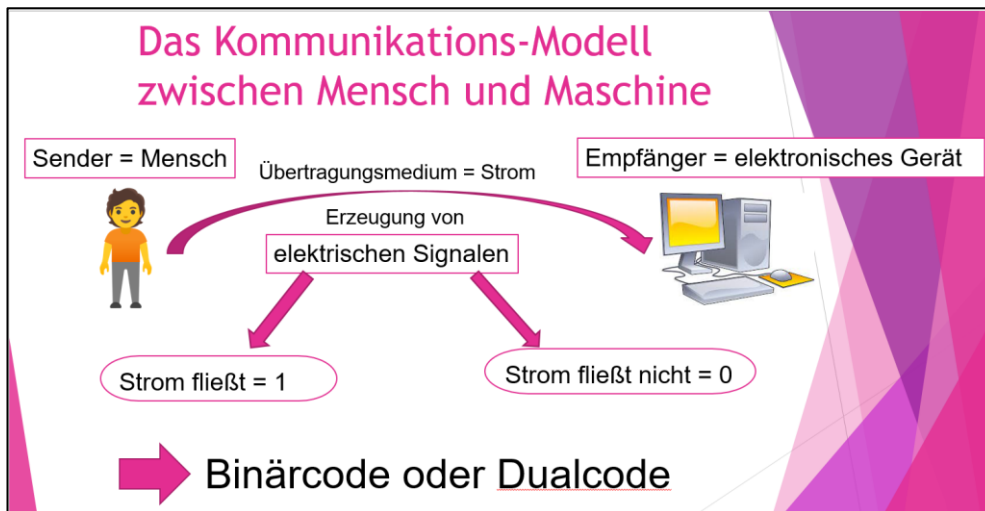 Das Kommunikations-Modell
zwischen Mensch und Maschine
Sender = Mensch
Empfänger = elektronisches Gerät
Übertragungsmedium = Strom
Erzeugung von
elektrischen Signalen
Strom fließt = 1
Strom fließt nicht = 0
Binärcode oder Dualcode